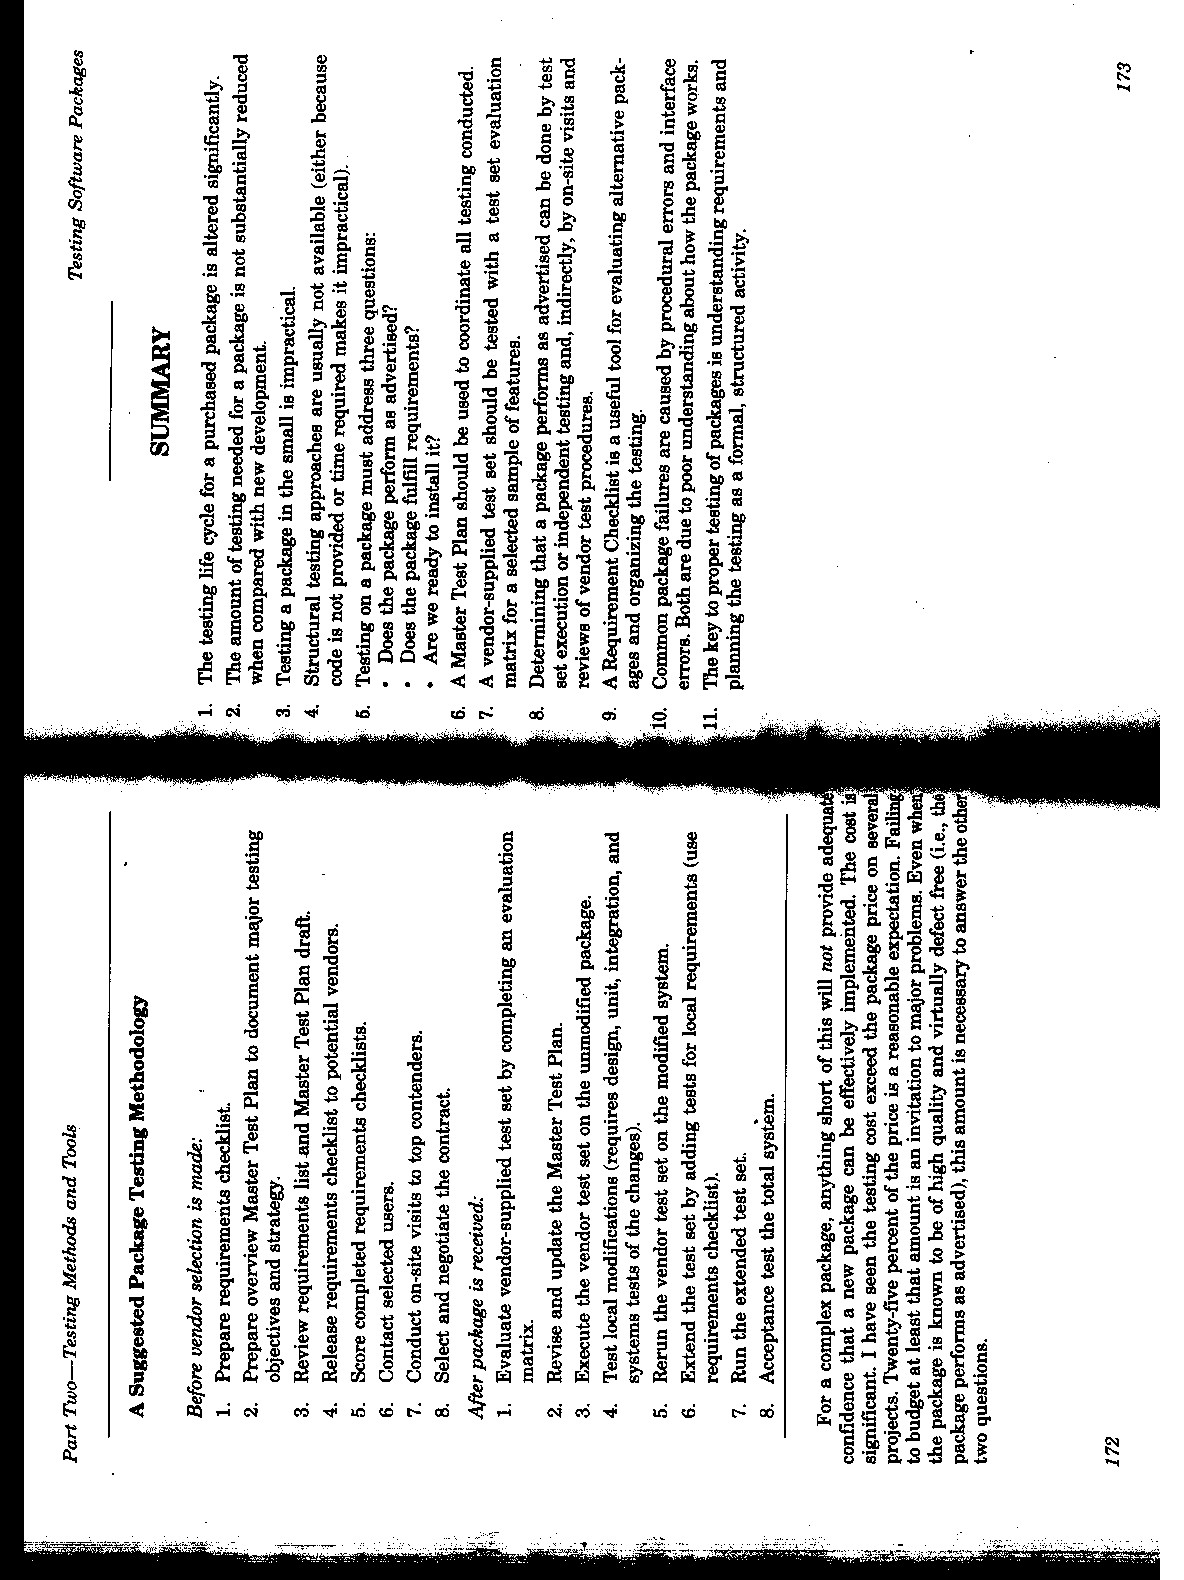 Part Two—Testing Methods and Tools
A Suggested Package Testing Methodology
Before vendor selection is made:
1. Prepare requirements checklist.
2. Prepare overview Master Test Plan to document major testing
objectives and strategy.
3. Review requirements list and Master Test Plan draft.
4. Release requirements checklist to potential vendors.
5. Score completed requirements checklists.
6. Contact selected users.
7. Conduct on-site visits to top contenders.
8. Select and negotiate the contract.
After package is received:
1. Evaluate vendor-supplied test set by completing an evaluation
matrix.
2. Revise and update the Master Test Plan.
3. Execute the vendor test set on the unmodified package.
4. Test local modifications (requires design, unit, integration, and
systems tests of the changes).
5. Rerun the vendor test set on the modified system.
6. Extend the test set by adding tests for local requirements (use
requirements checklist).
7. Run the extended test set.
8. Acceptance test the total system.
For a complex package, anything short of this will not provide adequate
confidence that a new package can be effectively implemented. The cost is
significant. I have seen the testing cost exceed the package price on several
projects. Twenty-five percent of the price is a reasonable expectation. Failing
to budget at least that amount is an invitation to major problems. Even when
the package is known to be of high quality and virtually defect free (i.e., the
package performs as advertised), this amount is necessary to answer the other
two questions.
172
Testing Software Packages
SUMMARY
1. The testing life cycle for a purchased package is altered significantly.
2. The amount of testing needed for a package is not substantially reduced
when compared with new development.
3. Testing a package in the small is impractical.
4. Structural testing approaches are usually not available (either because
code is not provided or time required makes it impractical).
5. Testing on a package must address three questions:
• Does the package perform as advertised?
• Does the package fulfill requirements?
• Are we ready to install it?
6. A Master Test Plan should be used to coordinate all testing conducted.
7. A vendor-supplied test set should be tested with a test set evaluation
matrix for a selected sample of features.
8. Determining that a package performs as advertised can be done by test
set execution or independent testing and, indirectly, by on-site visits and
reviews of vendor test procedures.
9. A Requirement Checklist is a useful tool for evaluating alternative pack-
ages and organizing the testing.
10. Common package failures are caused by procedural errors and interface
errors. Both are due to poor understanding about how the package works.
11. The key to proper testing of packages is understanding requirements and
planning the testing as a formal, structured activity.
173